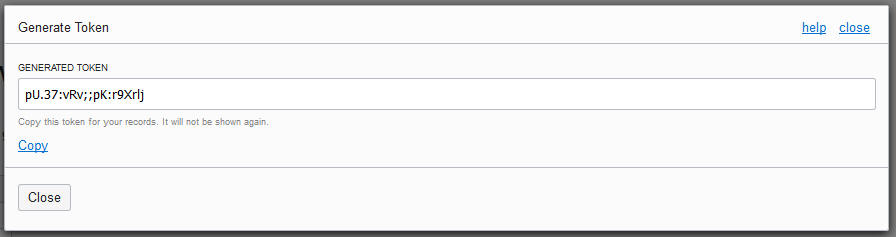 Generate Token
help close
GENERATED TOKEN
pU.37:vRv;;pK:r9Xrlj
Copy this token for your records. It will not be shown again.
Copy
Close